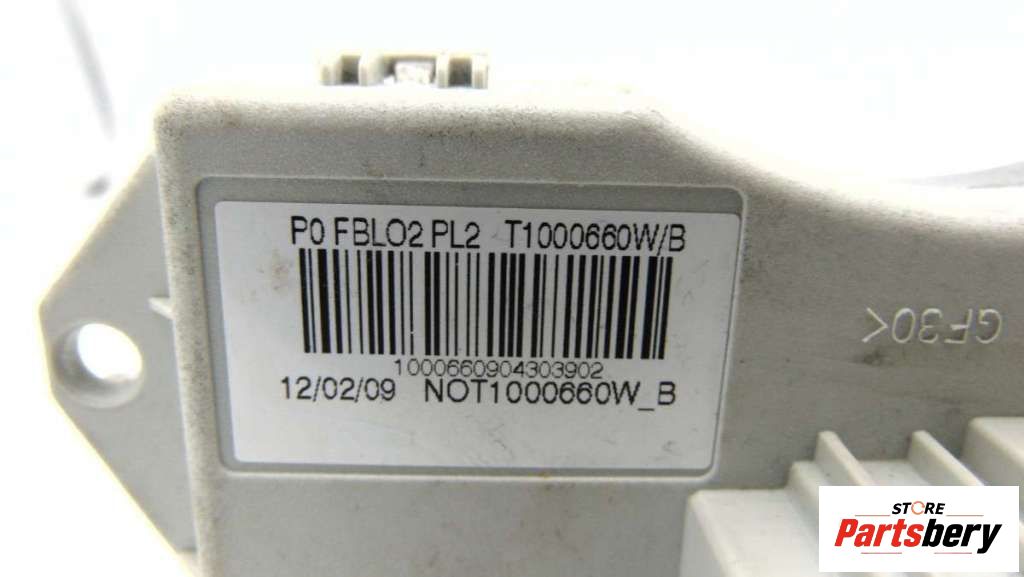 P0 FBLO2 PL2 T1000660W/B
1000660904303902
12/02/09 NOT1000660W_B
GF30<
STORE
Partsbery